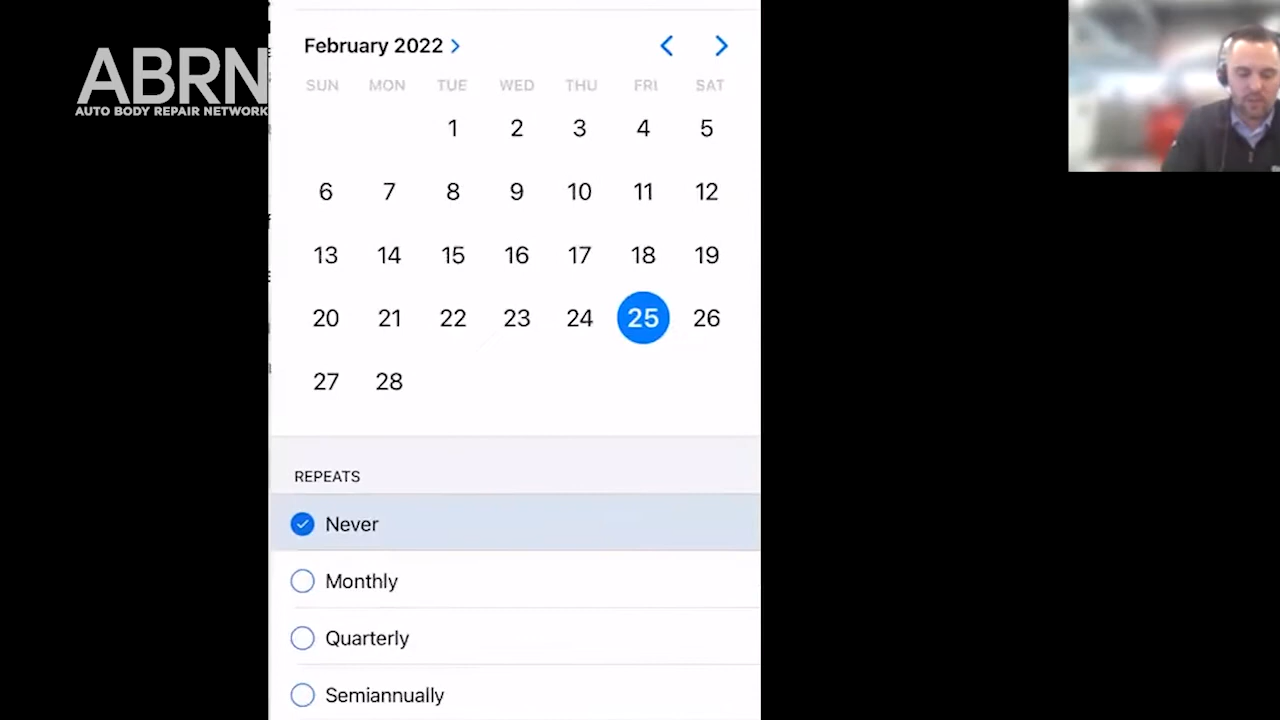 ABRN
AUTO BODY REPAIR NETWORK
February 2022
SUN MON TUE WED THU FRI SAT
1 2 3 4 5
6 7 8 9 10 11 12
13 14 15 16 17 18 19
20 21 22 23 24 25 26
27 28
REPEATS
Never
Monthly
Quarterly
Semiannually